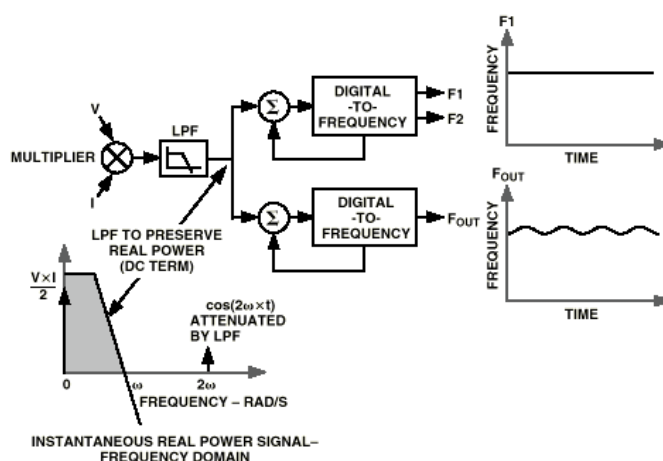 V
MULTIPLIER
I
LPF
Σ
DIGITAL
-TO-
FREQUENCY
F1
F2
Σ
DIGITAL
-TO-
FREQUENCY
FOUT
F1
FREQUENCY
TIME
FOUT
FREQUENCY
TIME
LPF TO PRESERVE
REAL POWER
(DC TERM)
V × I
2
cos(2ω × t)
ATTENUATED
BY LPF
0
ω
2ω
FREQUENCY – RAD/S
INSTANTANEOUS REAL POWER SIGNAL–
FREQUENCY DOMAIN